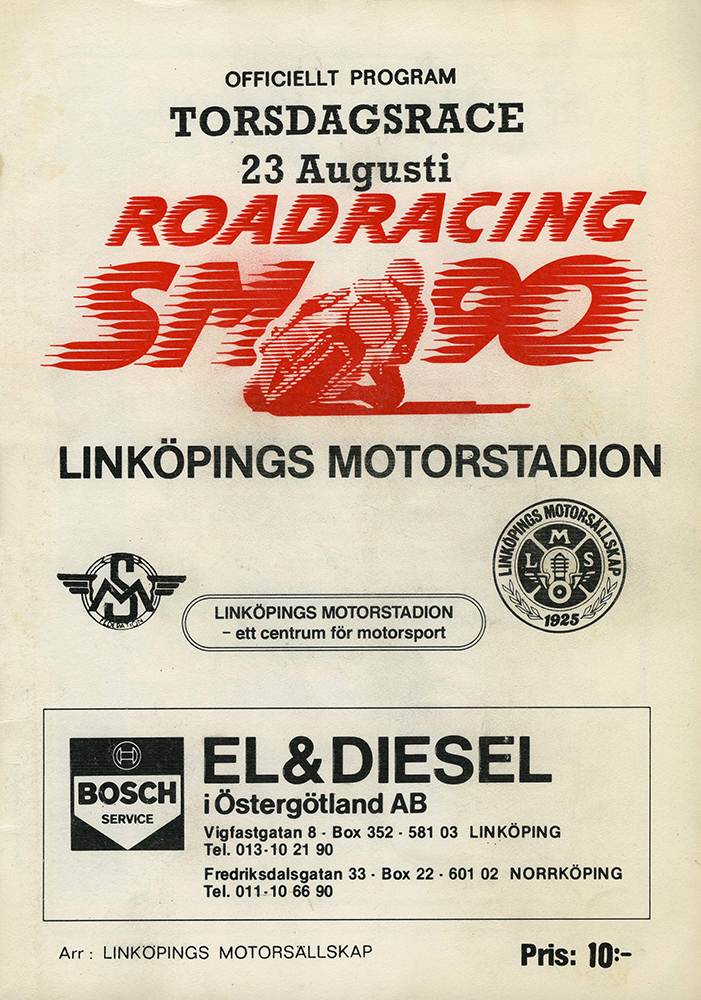 OFFICIELLT PROGRAM
TORSDAGSRACE
23 Augusti
ROADRACING
SM 90
LINKÖPINGS MOTORSTADION
LINKÖPINGS MOTORSÄLLSKAP
M
L S
1925
SM
LINKÖPINGS MOTORSTADION
– ett centrum för motorsport
BOSCH
SERVICE
EL&DIESEL
i Östergötland AB
Vigfastgatan 8 - Box 352 - 581 03 LINKÖPING
Tel. 013-10 21 90
Fredriksdalsgatan 33 - Box 22 - 601 02 NORRKÖPING
Tel. 011-10 66 90
Arr : LINKÖPINGS MOTORSÄLLSKAP
Pris: 10:-